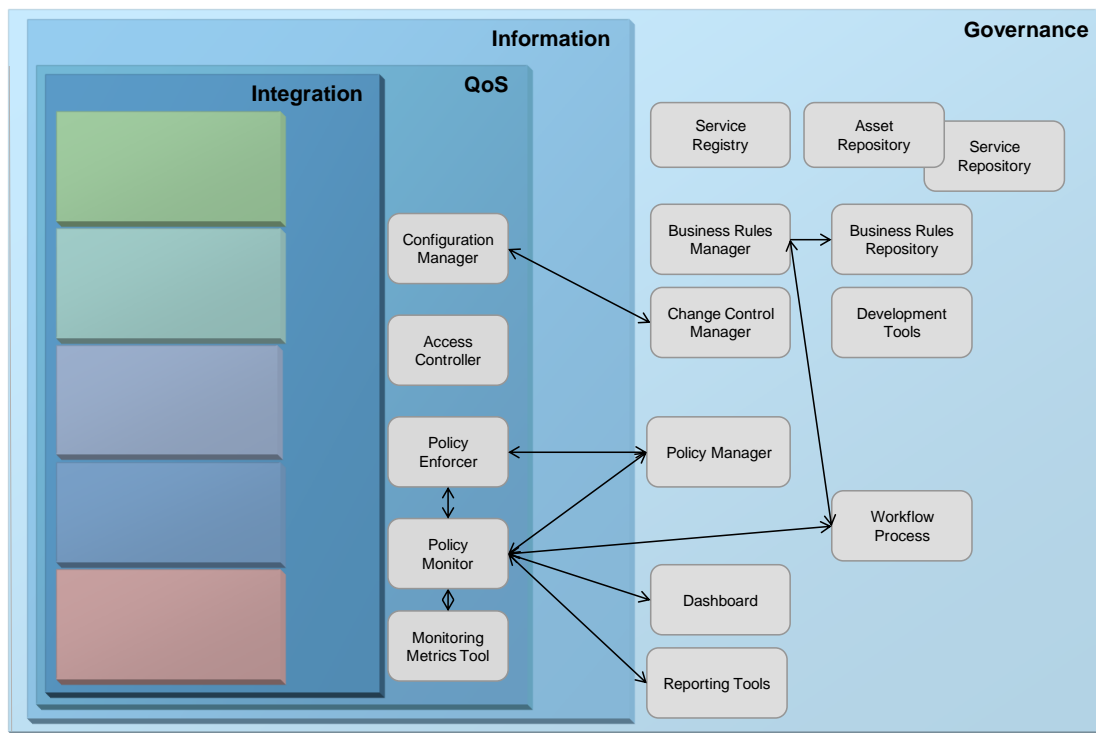 Governance
Information
QoS
Integration
Service
Registry
Asset
Repository
Service
Repository
Configuration
Manager
Business Rules
Manager
Business Rules
Repository
Change Control
Manager
Development
Tools
Access
Controller
Policy
Enforcer
Policy Manager
Policy
Monitor
Workflow
Process
Dashboard
Monitoring
Metrics Tool
Reporting Tools